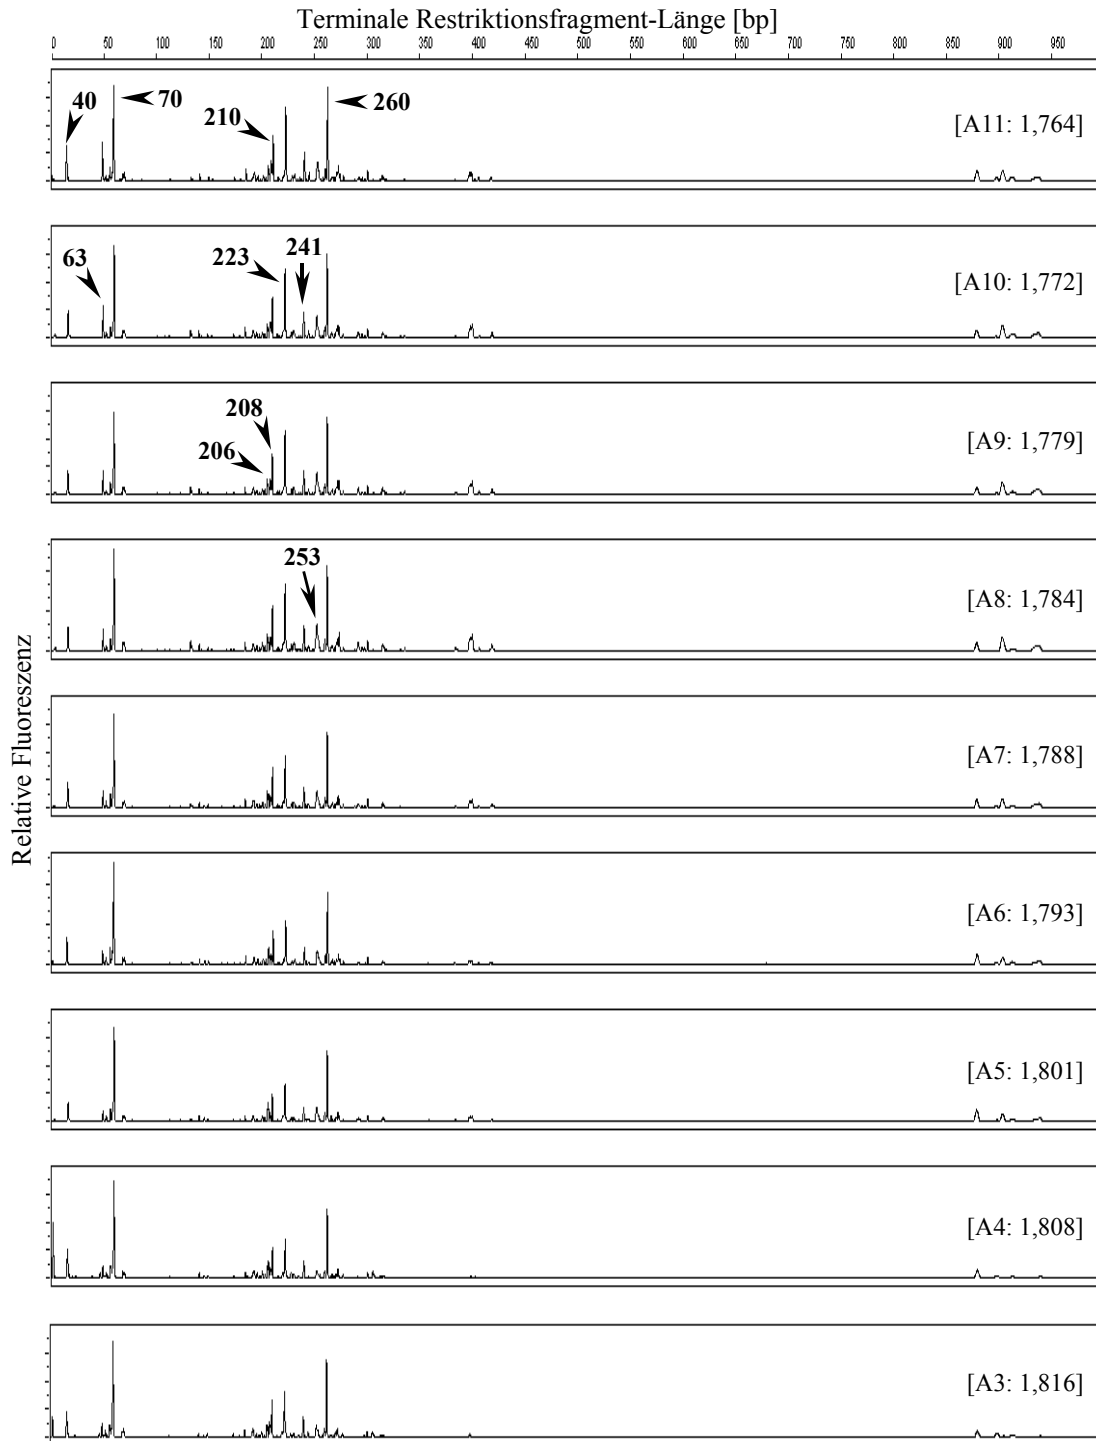 Terminale Restriktionsfragment-Länge [bp]
0 50 100 150 200 250 300 350 400 450 500 550 600 650 700 750 800 850 900 950
40 70 210 260 [A11: 1,764]
63 223 241 [A10: 1,772]
208 206 [A9: 1,779]
253 [A8: 1,784]
Relative Fluoreszenz
[A7: 1,788]
[A6: 1,793]
[A5: 1,801]
[A4: 1,808]
[A3: 1,816]